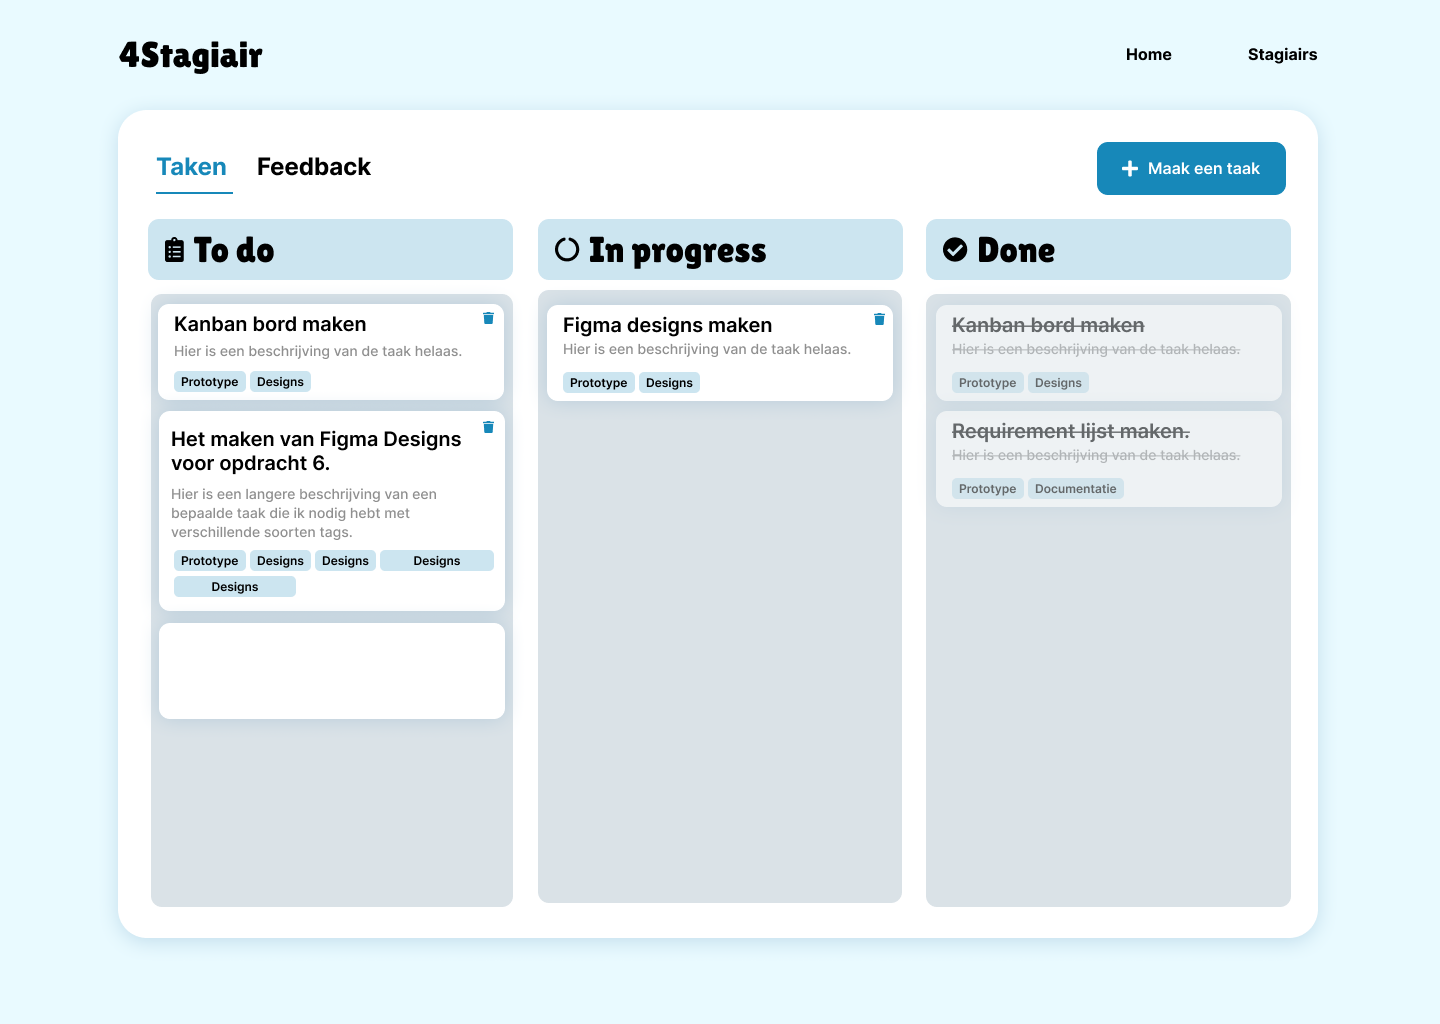 4Stagiair
Home
Stagiairs
Taken
Feedback
Maak een taak
To do
Kanban bord maken
Hier is een beschrijving van de taak helaas.
Prototype
Designs
Het maken van Figma Designs
voor opdracht 6.
Hier is een langere beschrijving van een
bepaalde taak die ik nodig hebt met
verschillende soorten tags.
Prototype
Designs
Designs
Designs
Designs
In progress
Figma designs maken
Hier is een beschrijving van de taak helaas.
Prototype
Designs
Done
Kanban bord maken
Hier is een beschrijving van de taak helaas.
Prototype
Designs
Requirement lijst maken.
Hier is een beschrijving van de taak helaas.
Prototype
Documentatie